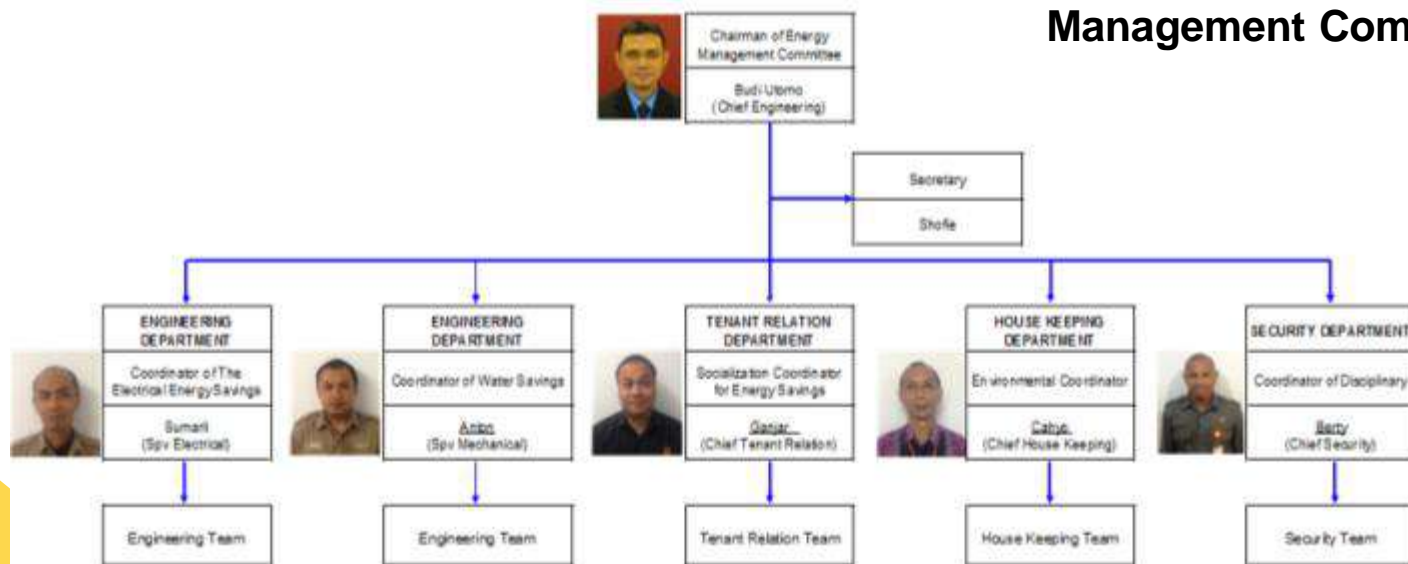 Management Com
Chairman of Energy
Management Committee
Budi Utomo
(Chief Engineering)
Secretary
Shofie
ENGINEERING
DEPARTMENT
Coordinator of The
Electrical Energy Savings
Sumaril
(Spv Electrical)
Engineering Team
ENGINEERING
DEPARTMENT
Coordinator of Water Savings
Anton
(Spv Mechanical)
Engineering Team
TENANT RELATION
DEPARTMENT
Socialization Coordinator
for Energy Savings
Ganjar
(Chief Tenant Relation)
Tenant Relation Team
HOUSE KEEPING
DEPARTMENT
Environmental Coordinator
Cahyo
(Chief House Keeping)
House Keeping Team
SECURITY DEPARTMENT
Coordinator of Disciplinary
Berty
(Chief Security)
Security Team